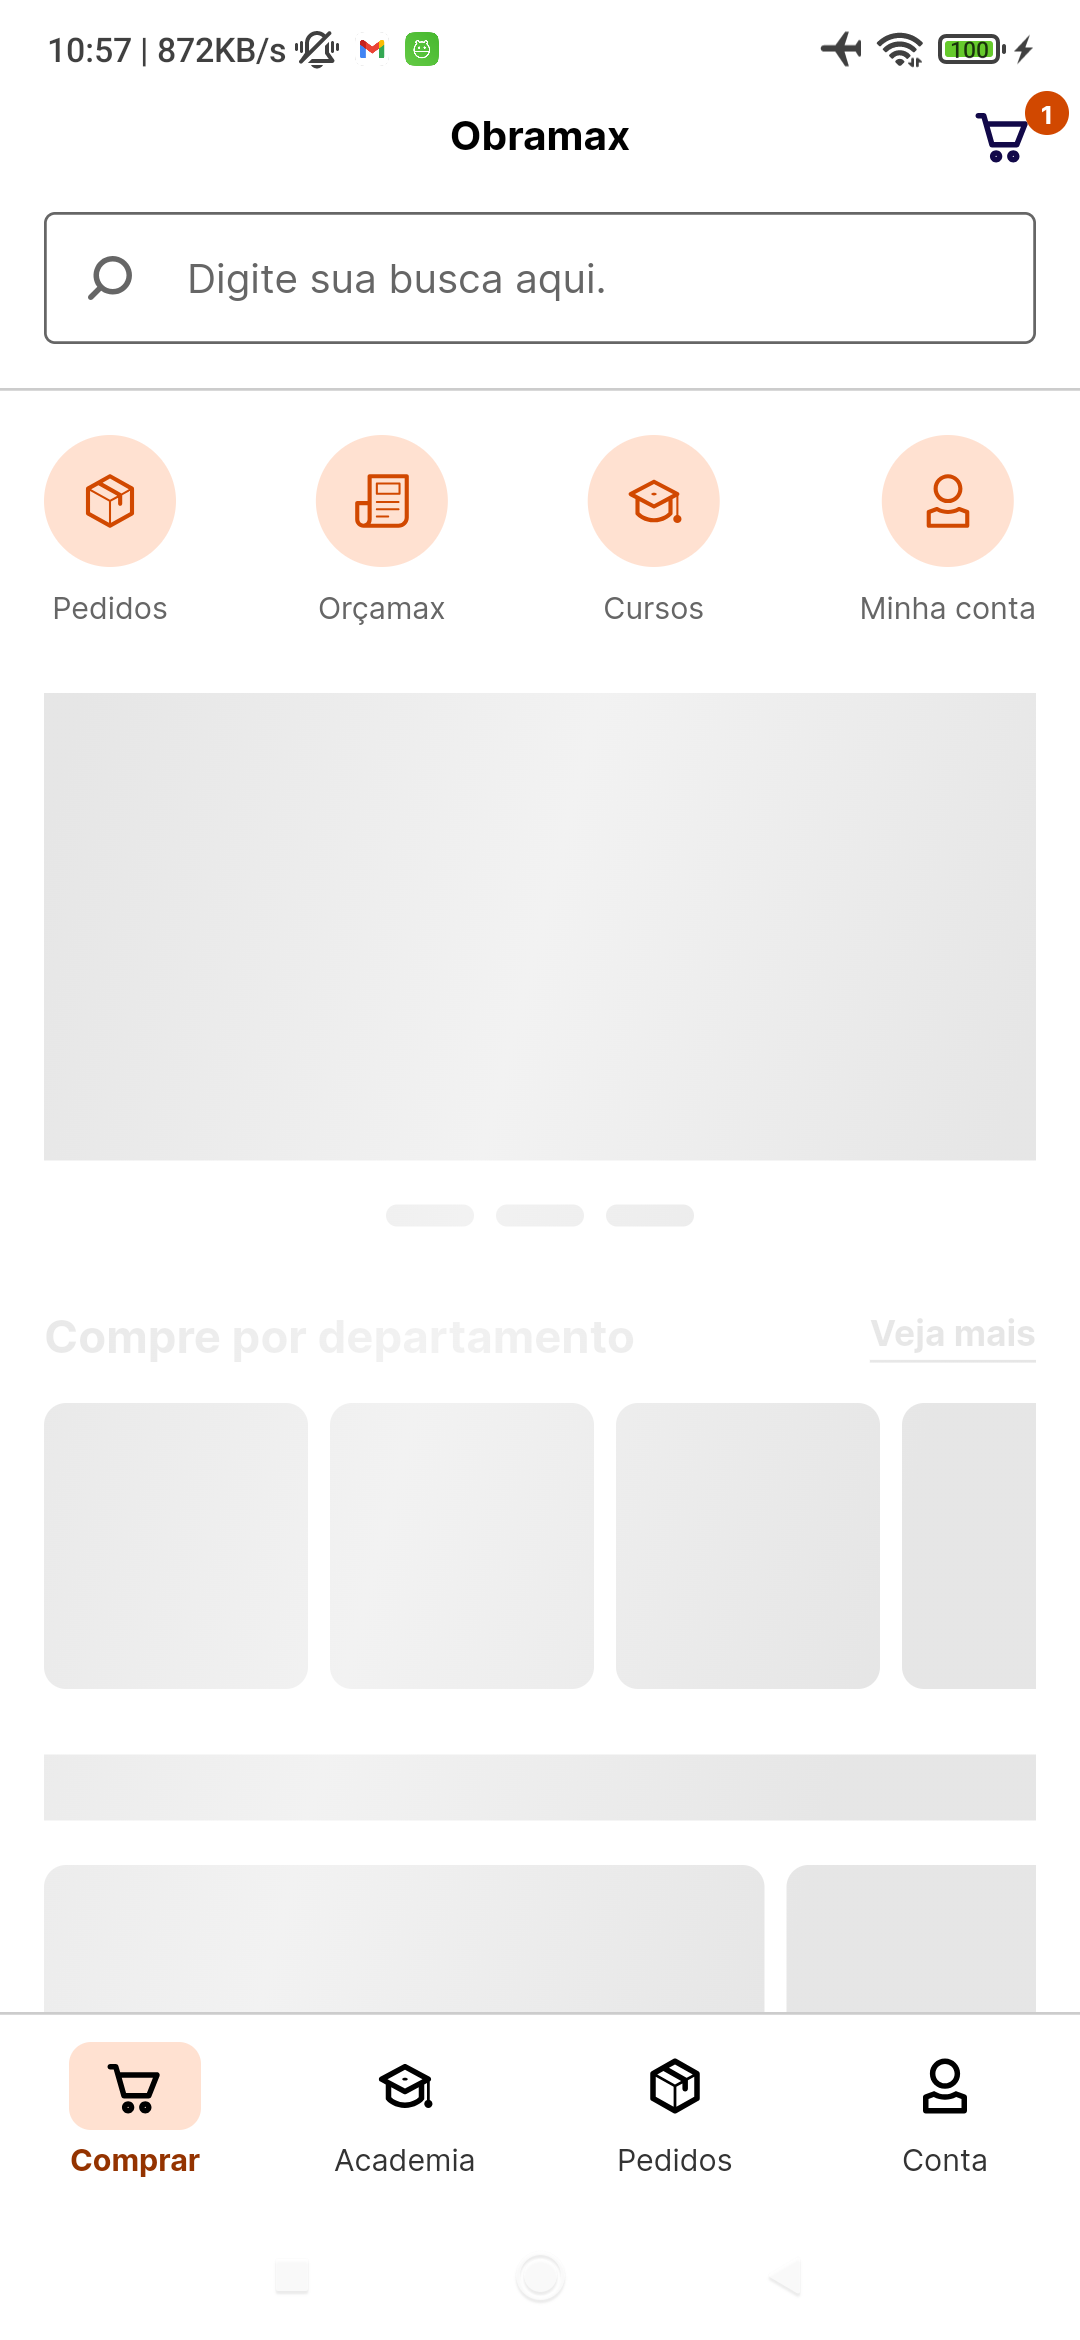 10:57 | 872KB/s
100
Obramax
1
Digite sua busca aqui.
Pedidos
Orçamax
Cursos
Minha conta
Compre por departamento
Veja mais
Comprar
Academia
Pedidos
Conta